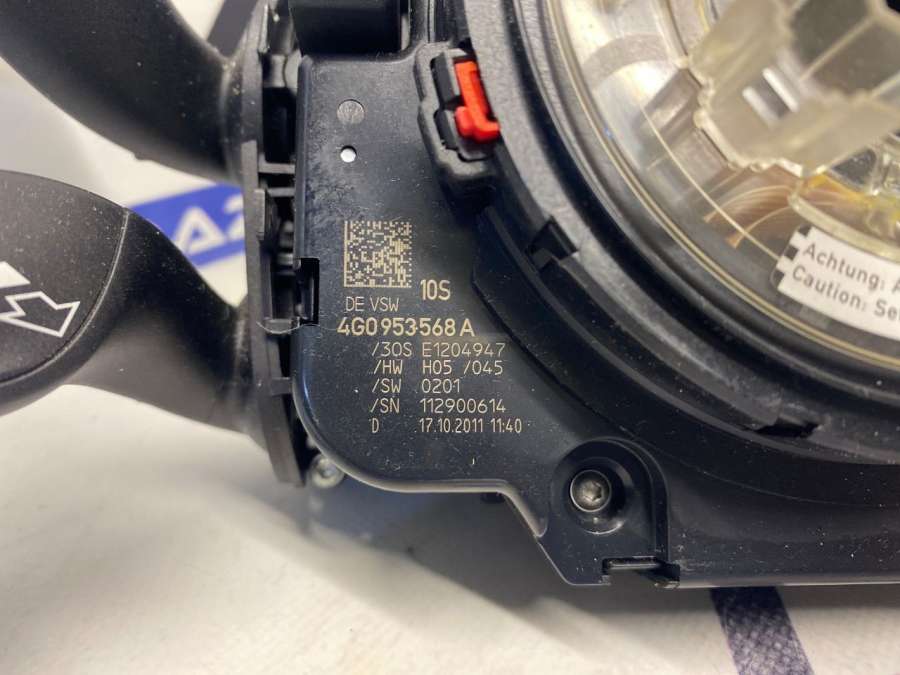 A2
10S
DE VSW
4G0953568A
/30S E1204947
/HW H05 /045
/SW 0201
/SN 112900614
D 17.10.2011 11:40
Achtung:
Caution: